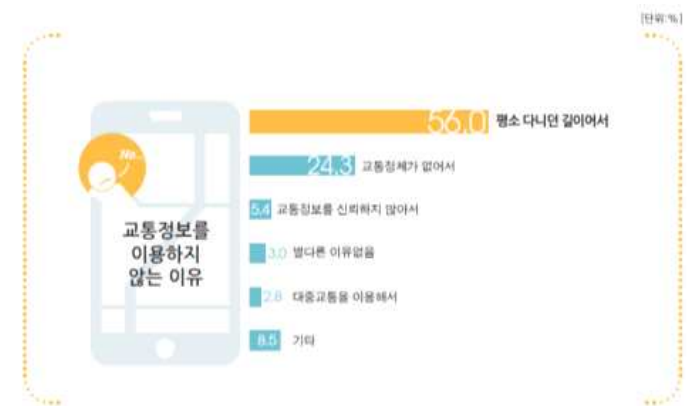 [단위:%]
56.0 평소 다니던 길이어서
No..
24.3 교통정체가 없어서
5.4 교통정보를 신뢰하지 않아서
교통정보를
이용하지
않는 이유
3.0 별다른 이유없음
2.8 대중교통을 이용해서
8.5 기타